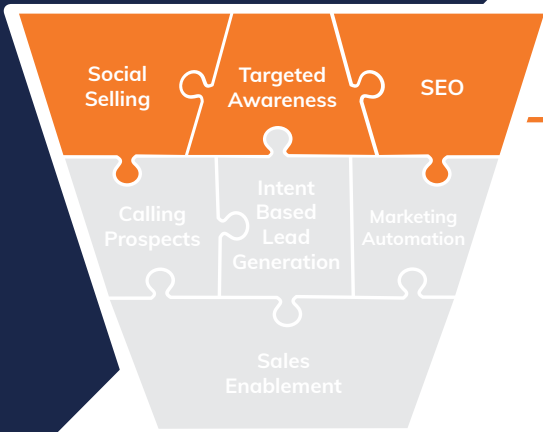 Social
Selling
Targeted
Awareness
SEO
Calling
Prospects
Intent
Based
Lead
Generation
Marketing
Automation
Sales
Enablement